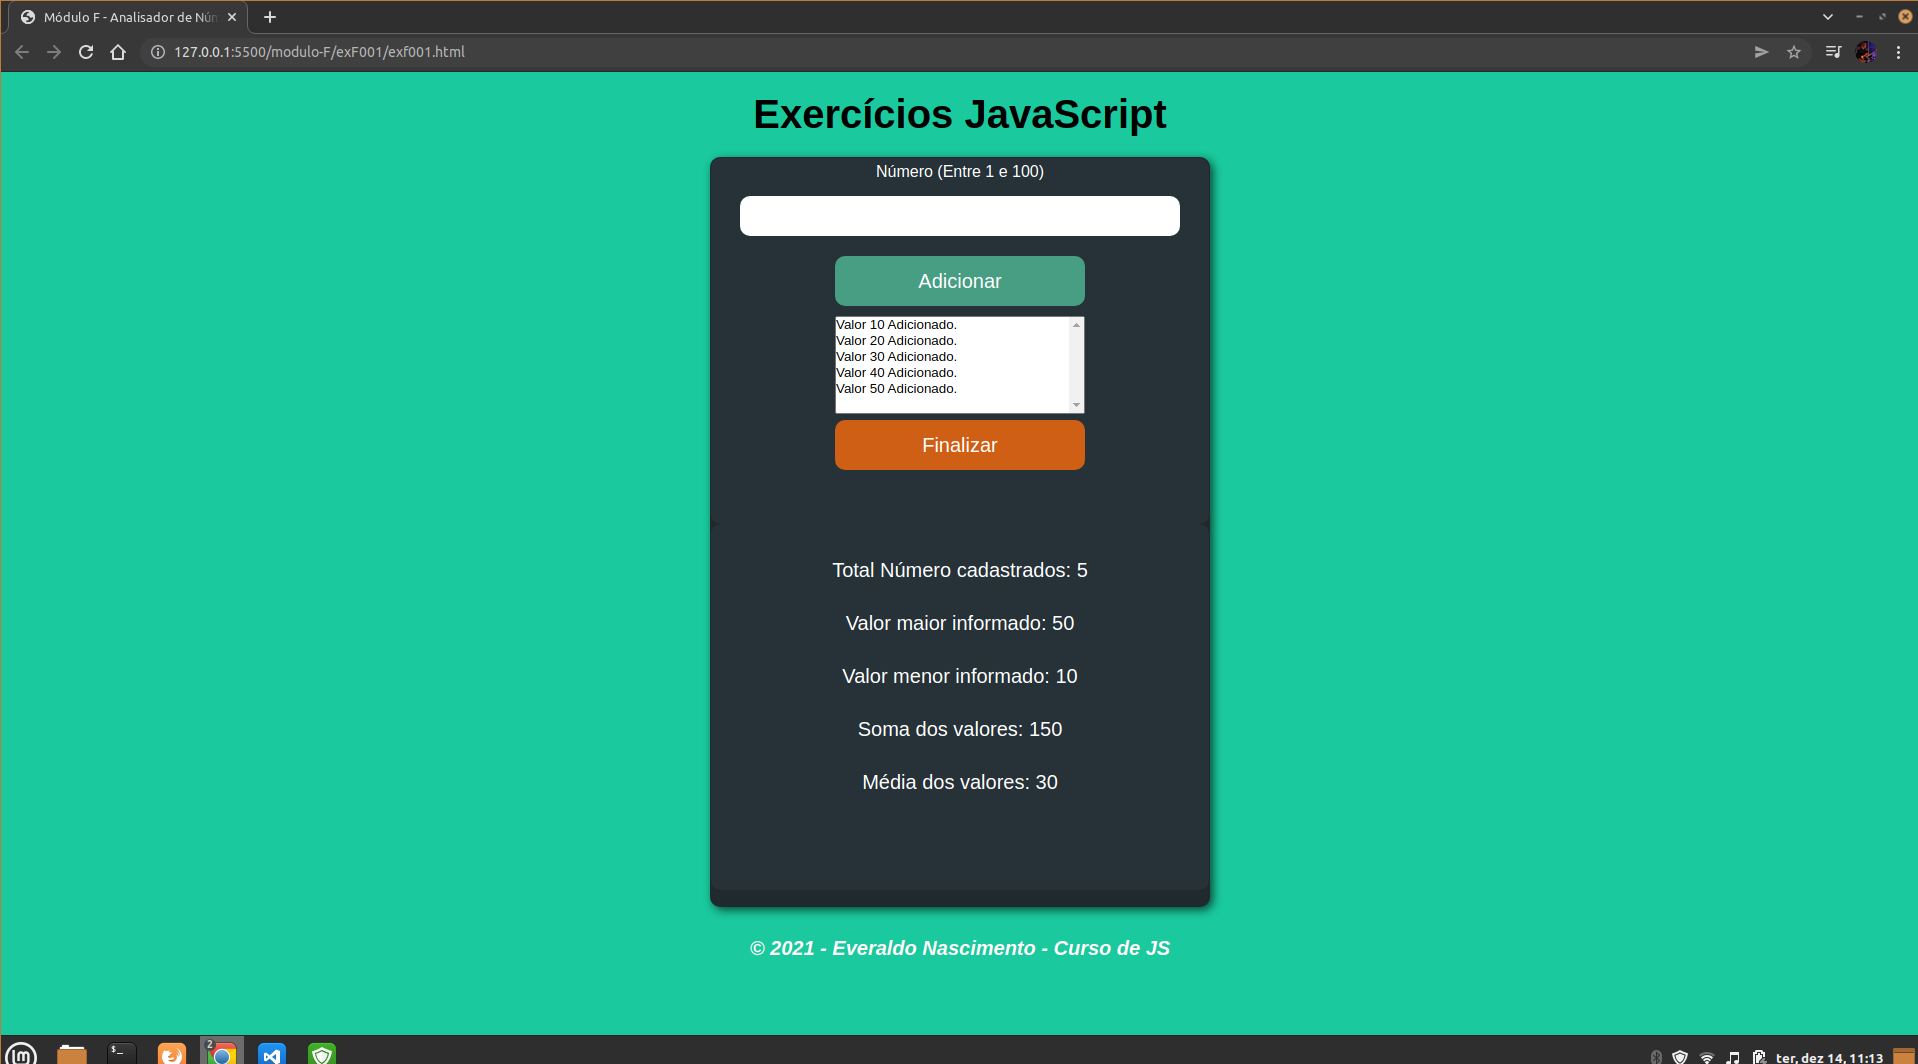 Módulo F - Analisador de Núm
127.0.0.1:5500/modulo-F/exF001/exf001.html
Exercícios JavaScript
Número (Entre 1 e 100)
Adicionar
Valor 10 Adicionado.
Valor 20 Adicionado.
Valor 30 Adicionado.
Valor 40 Adicionado.
Valor 50 Adicionado.
Finalizar
Total Número cadastrados: 5
Valor maior informado: 50
Valor menor informado: 10
Soma dos valores: 150
Média dos valores: 30
© 2021 - Everaldo Nascimento - Curso de JS
$_
2
ter, dez 14, 11:13